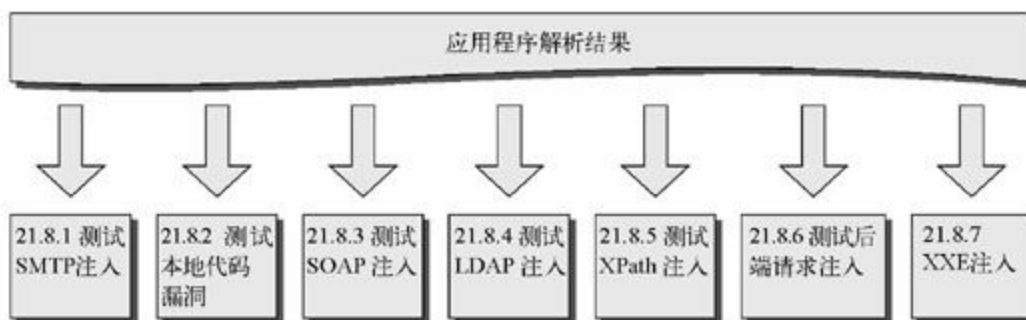 应用程序解析结果
21.8.1 测试
SMTP注入
21.8.2 测试
本地代码
漏洞
21.8.3 测试
SOAP 注入
21.8.4 测试
LDAP 注入
21.8.5 测试
XPath 注入
21.8.6 测试后
端请求注入
21.8.7
XXE注入